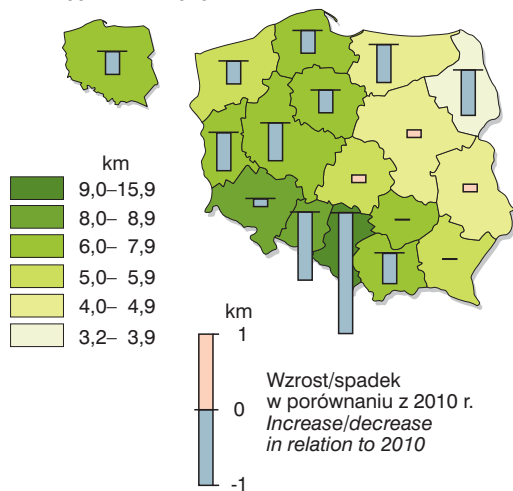 km
9,0– 15,9
8,0– 8,9
6,0– 7,9
5,0– 5,9
4,0– 4,9
3,2– 3,9
km
1
0
-1
Wzrost/spadek
w porównaniu z 2010 r.
Increase/decrease
in relation to 2010